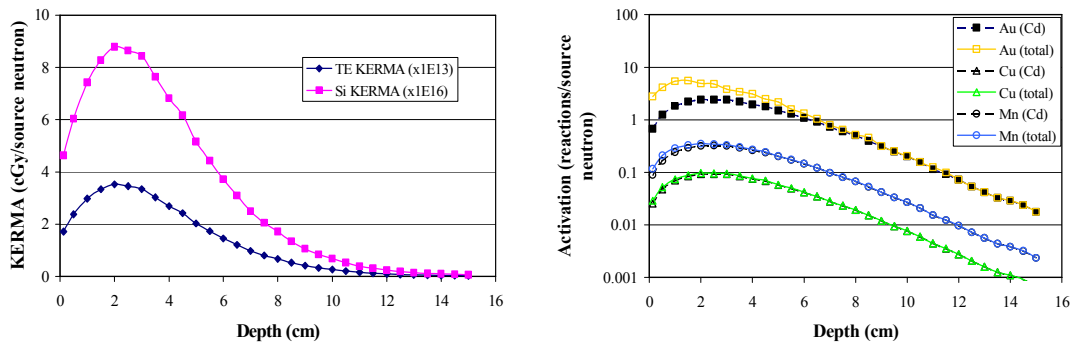 KERMA (cGy/source neutron)
10
8
6
4
2
0
TE KERMA (x1E13)
Si KERMA (x1E16)
0 2 4 6 8 10 12 14 16
Depth (cm)
Activation (reactions/source
neutron)
100
10
1
0.1
0.01
0.001
Au (Cd)
Au (total)
Cu (Cd)
Cu (total)
Mn (Cd)
Mn (total)
0 2 4 6 8 10 12 14 16
Depth (cm)